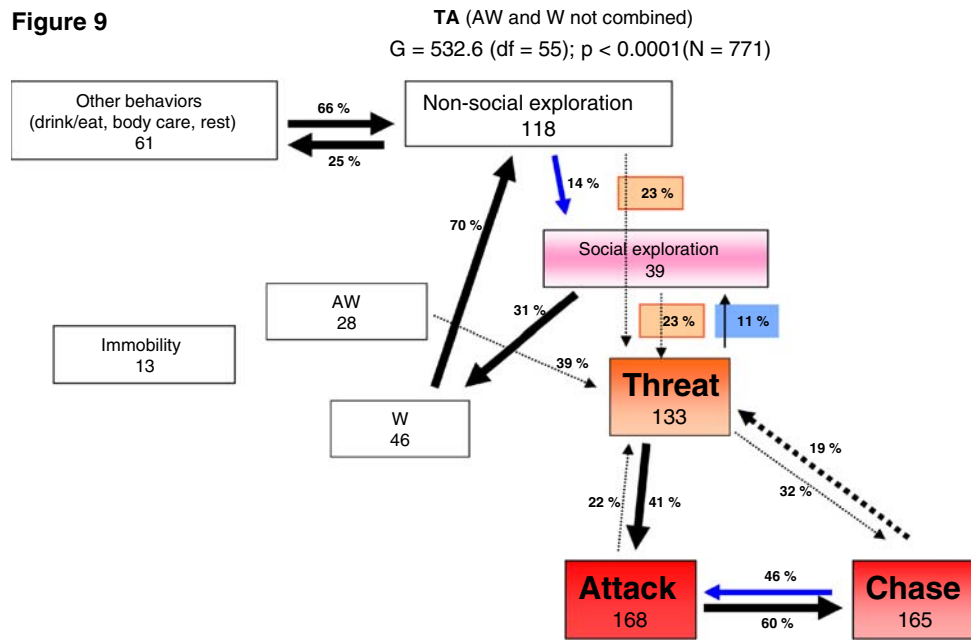 Figure 9
TA (AW and W not combined)
G = 532.6 (df = 55); p < 0.0001(N = 771)
Other behaviors
(drink/eat, body care, rest)
61
66 %
25 %
Non-social exploration
118
14 %
23 %
70 %
Social exploration
39
AW
28
31 %
23 %
11 %
Immobility
13
39 %
Threat
133
W
46
19 %
32 %
22 %
41 %
Attack
168
46 %
60 %
Chase
165